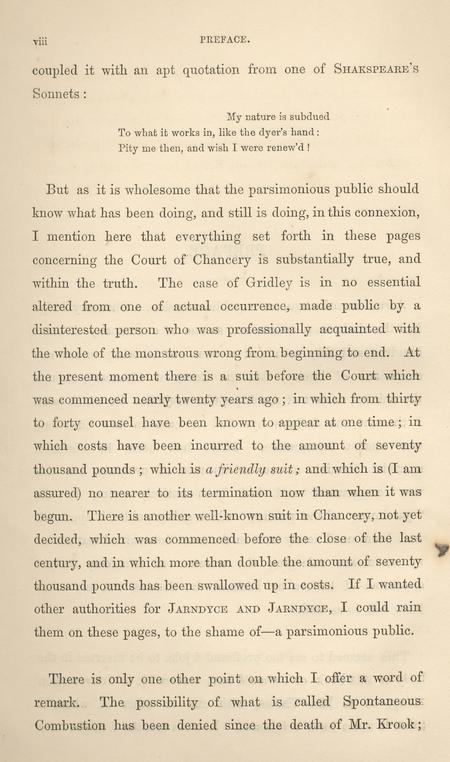 viii PREFACE.
coupled it with an apt quotation from one of SHAKSPEARE'S
Sonnets :
My nature is subdued
To what it works in, like the dyer's hand :
Pity me then, and wish I were renew'd !
But as it is wholesome that the parsimonious public should
know what has been doing, and still is doing, in this connexion,
I mention here that everything set forth in these pages
concerning the Court of Chancery is substantially true, and
within the truth. The case of Gridley is in no essential
altered from one of actual occurrence, made public by a
disinterested person who was professionally acquainted with
the whole of the monstrous wrong from beginning to end. At
the present moment there is a suit before the Court which
was commenced nearly twenty years ago ; in which from thirty
to forty counsel have been known to appear at one time ; in
which costs have been incurred to the amount of seventy
thousand pounds ; which is a friendly suit ; and which is (I am
assured) no nearer to its termination now than when it was
begun. There is another well-known suit in Chancery, not yet
decided, which was commenced before the close of the last
century, and in which more than double the amount of seventy
thousand pounds has been swallowed up in costs. If I wanted
other authorities for JARNDYCE AND JARNDYCE, I could rain
them on these pages, to the shame of—a parsimonious public.
There is only one other point on which I offer a word of
remark. The possibility of what is called Spontaneous
Combustion has been denied since the death of Mr. Krook ;